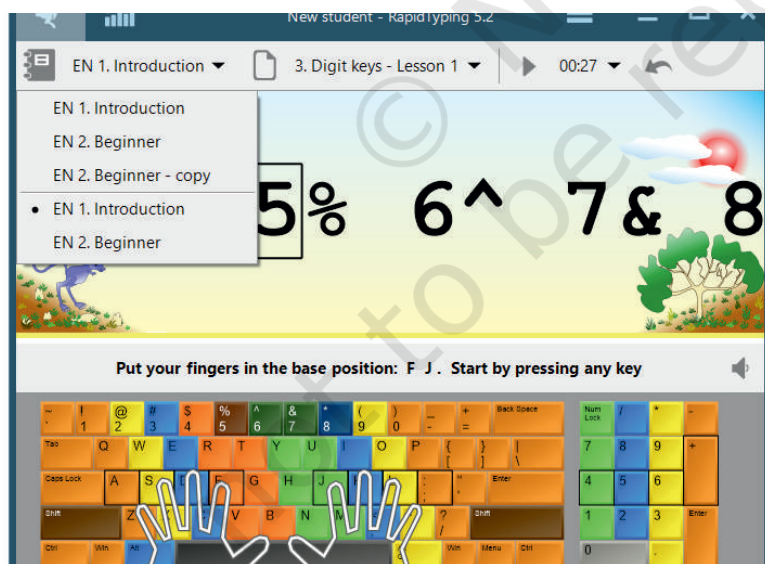 New student - RapidTyping 5.2
EN 1. Introduction 3. Digit keys - Lesson 1 00:27
EN 1. Introduction
EN 2. Beginner
EN 2. Beginner - copy
• EN 1. Introduction
EN 2. Beginner
5% 6^ 7& 8
Put your fingers in the base position: F J . Start by pressing any key
~ ! @ # $ % ^ & * ( ) _ + Back Space Num Lock / * -
` 1 2 3 4 5 6 7 8 9 0 - =
Tab Q W E R T Y U I O P { } | 7 8 9 +
[ ] \
Caps Lock A S D F G H J K L : " Enter 4 5 6
; '
Shift Z V B N M ? Shift 1 2 3 Enter
/
Ctrl Win Alt Win Menu Ctrl 0 .
© not to be re